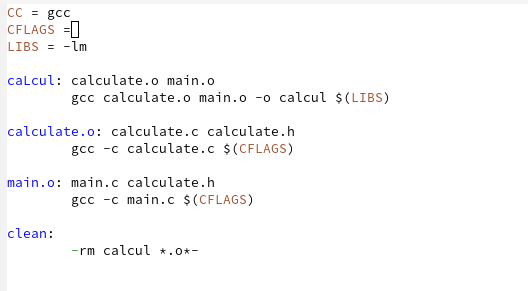 CC = gcc
CFLAGS =
LIBS = -lm
caLcul: calculate.o main.o
gcc calculate.o main.o -o calcul $(LIBS)
calculate.o: calculate.c calculate.h
gcc -c calculate.c $(CFLAGS)
main.o: main.c calculate.h
gcc -c main.c $(CFLAGS)
clean:
-rm calcul *.o*~